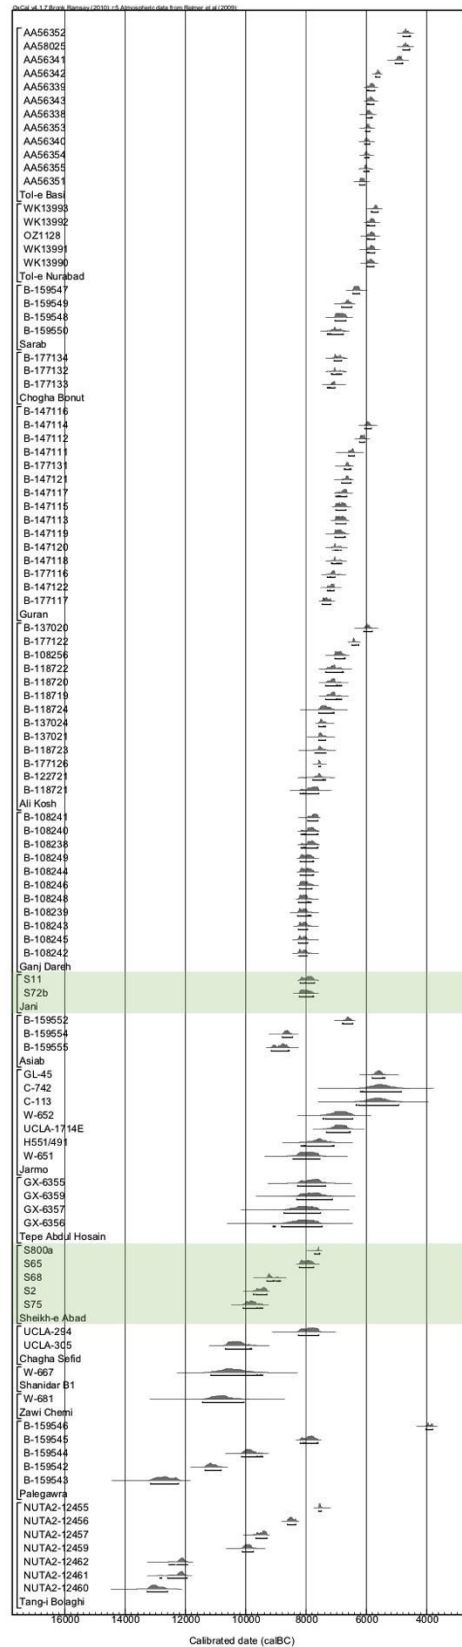 OxCal v4.1.7 Bronk Ramsey (2010); r:5 Atmospheric data from Reimer et al (2009);
AA56352
AA58025
AA56341
AA56342
AA56339
AA56343
AA56338
AA56353
AA56340
AA56354
AA56355
AA56351
Tol-e Basi
WK13993
WK13992
OZ1128
WK13991
WK13990
Tol-e Nurabad
B-159547
B-159549
B-159548
B-159550
Sarab
B-177134
B-177132
B-177133
Chogha Bonut
B-147116
B-147114
B-147112
B-147111
B-177131
B-147121
B-147117
B-147115
B-147113
B-147119
B-147120
B-147118
B-177116
B-147122
B-177117
Guran
B-137020
B-177122
B-108256
B-118722
B-118720
B-118719
B-118724
B-137024
B-137021
B-118723
B-177126
B-122721
B-118721
Ali Kosh
B-108241
B-108240
B-108238
B-108249
B-108244
B-108246
B-108248
B-108239
B-108243
B-108245
B-108242
Ganj Dareh
S11
S72b
Jani
B-159552
B-159554
B-159555
Asiab
GL-45
C-742
C-113
W-652
UCLA-1714E
H551/491
W-651
Jarmo
GX-6355
GX-6359
GX-6357
GX-6356
Tepe Abdul Hosain
S800a
S65
S68
S2
S75
Sheikh-e Abad
UCLA-294
UCLA-305
Chagha Sefid
W-667
Shanidar B1
W-681
Zawi Chemi
B-159546
B-159545
B-159544
B-159542
B-159543
Palegawra
NUTA2-12455
NUTA2-12456
NUTA2-12457
NUTA2-12459
NUTA2-12462
NUTA2-12461
NUTA2-12460
Tang-i Bolaghi
16000 14000 12000 10000 8000 6000 4000
Calibrated date (calBC)